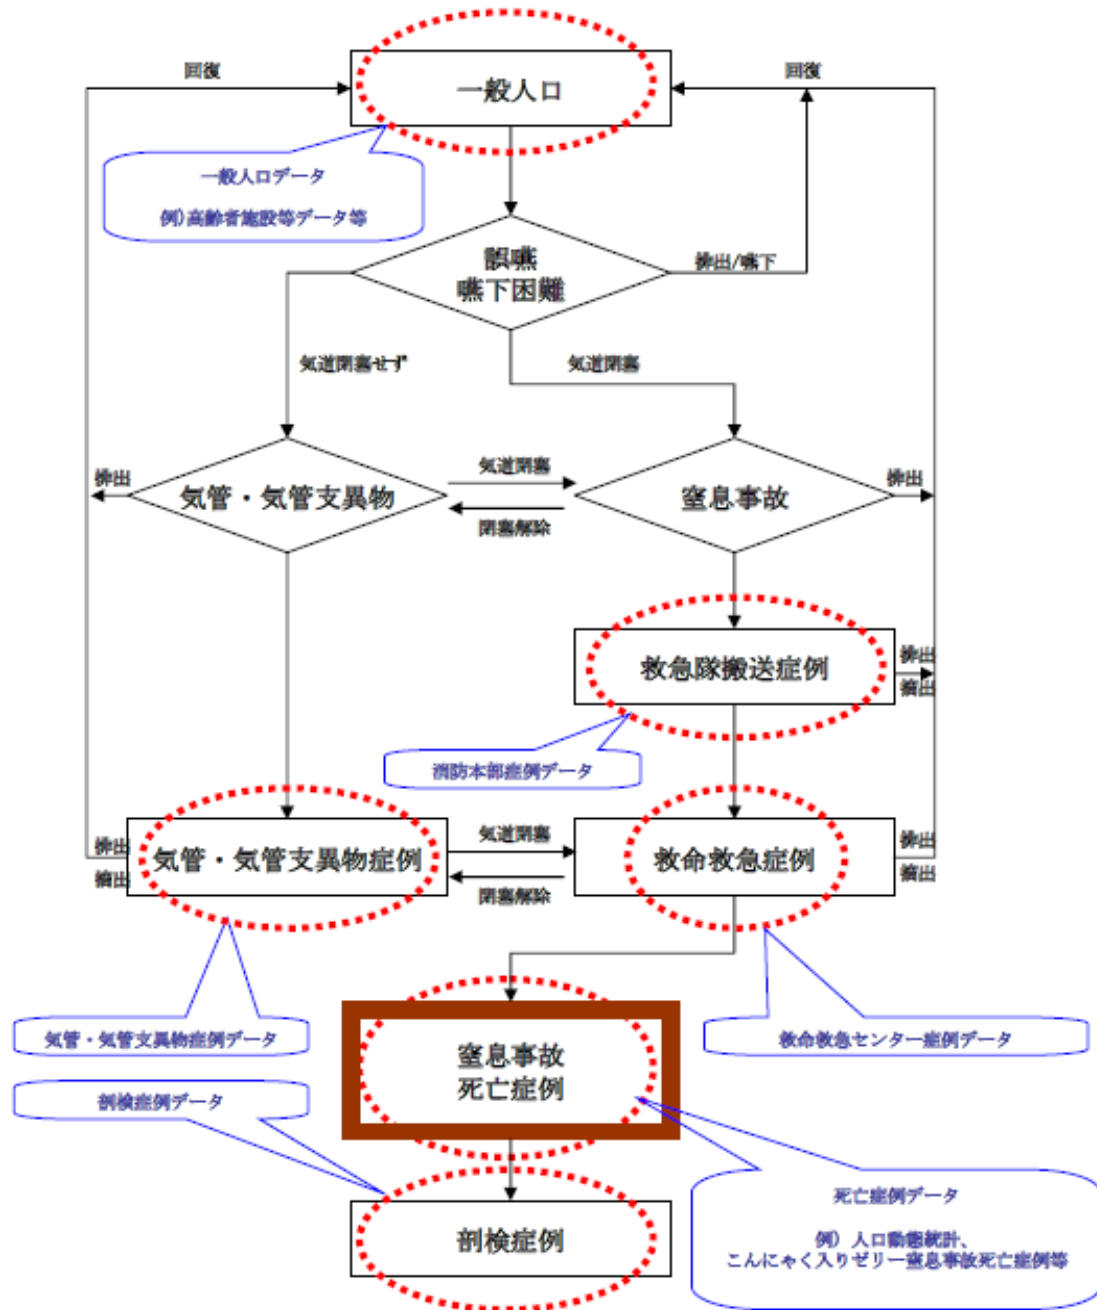 回復
回復
一般人口
一般人口データ
例)高齢者施設等データ等
誤嚥
嚥下困難
排出/嚥下
気道閉塞せず
気道閉塞
排出
気管・気管支異物
気道閉塞
閉塞解除
窒息事故
排出
救急隊搬送症例
排出
摘出
消防本部症例データ
排出
摘出
気管・気管支異物症例
気道閉塞
閉塞解除
救命救急症例
排出
摘出
気管・気管支異物症例データ
救命救急センター症例データ
窒息事故
死亡症例
剖検症例データ
死亡症例データ
例) 人口動態統計、
こんにゃく入りゼリー窒息事故死亡症例等
剖検症例